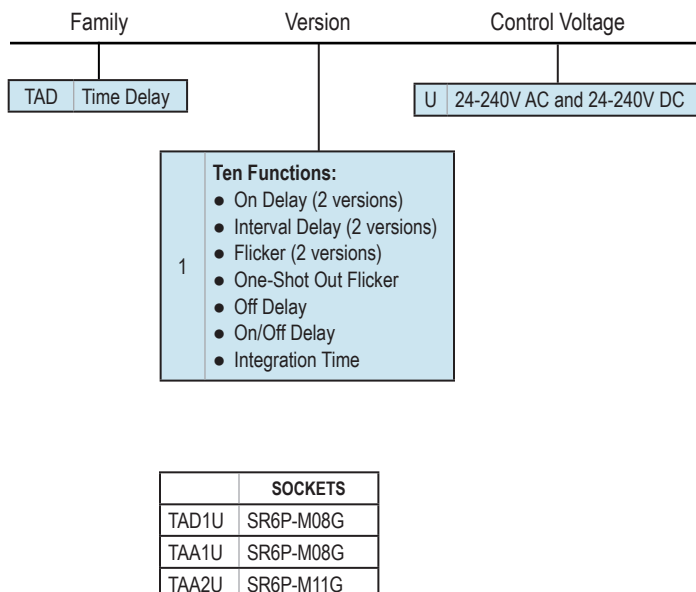 Family Version Control Voltage
TAD Time Delay
U 24-240V AC and 24-240V DC
1
Ten Functions:
● On Delay (2 versions)
● Interval Delay (2 versions)
● Flicker (2 versions)
● One-Shot Out Flicker
● Off Delay
● On/Off Delay
● Integration Time
SOCKETS
TAD1U SR6P-M08G
TAA1U SR6P-M08G
TAA2U SR6P-M11G